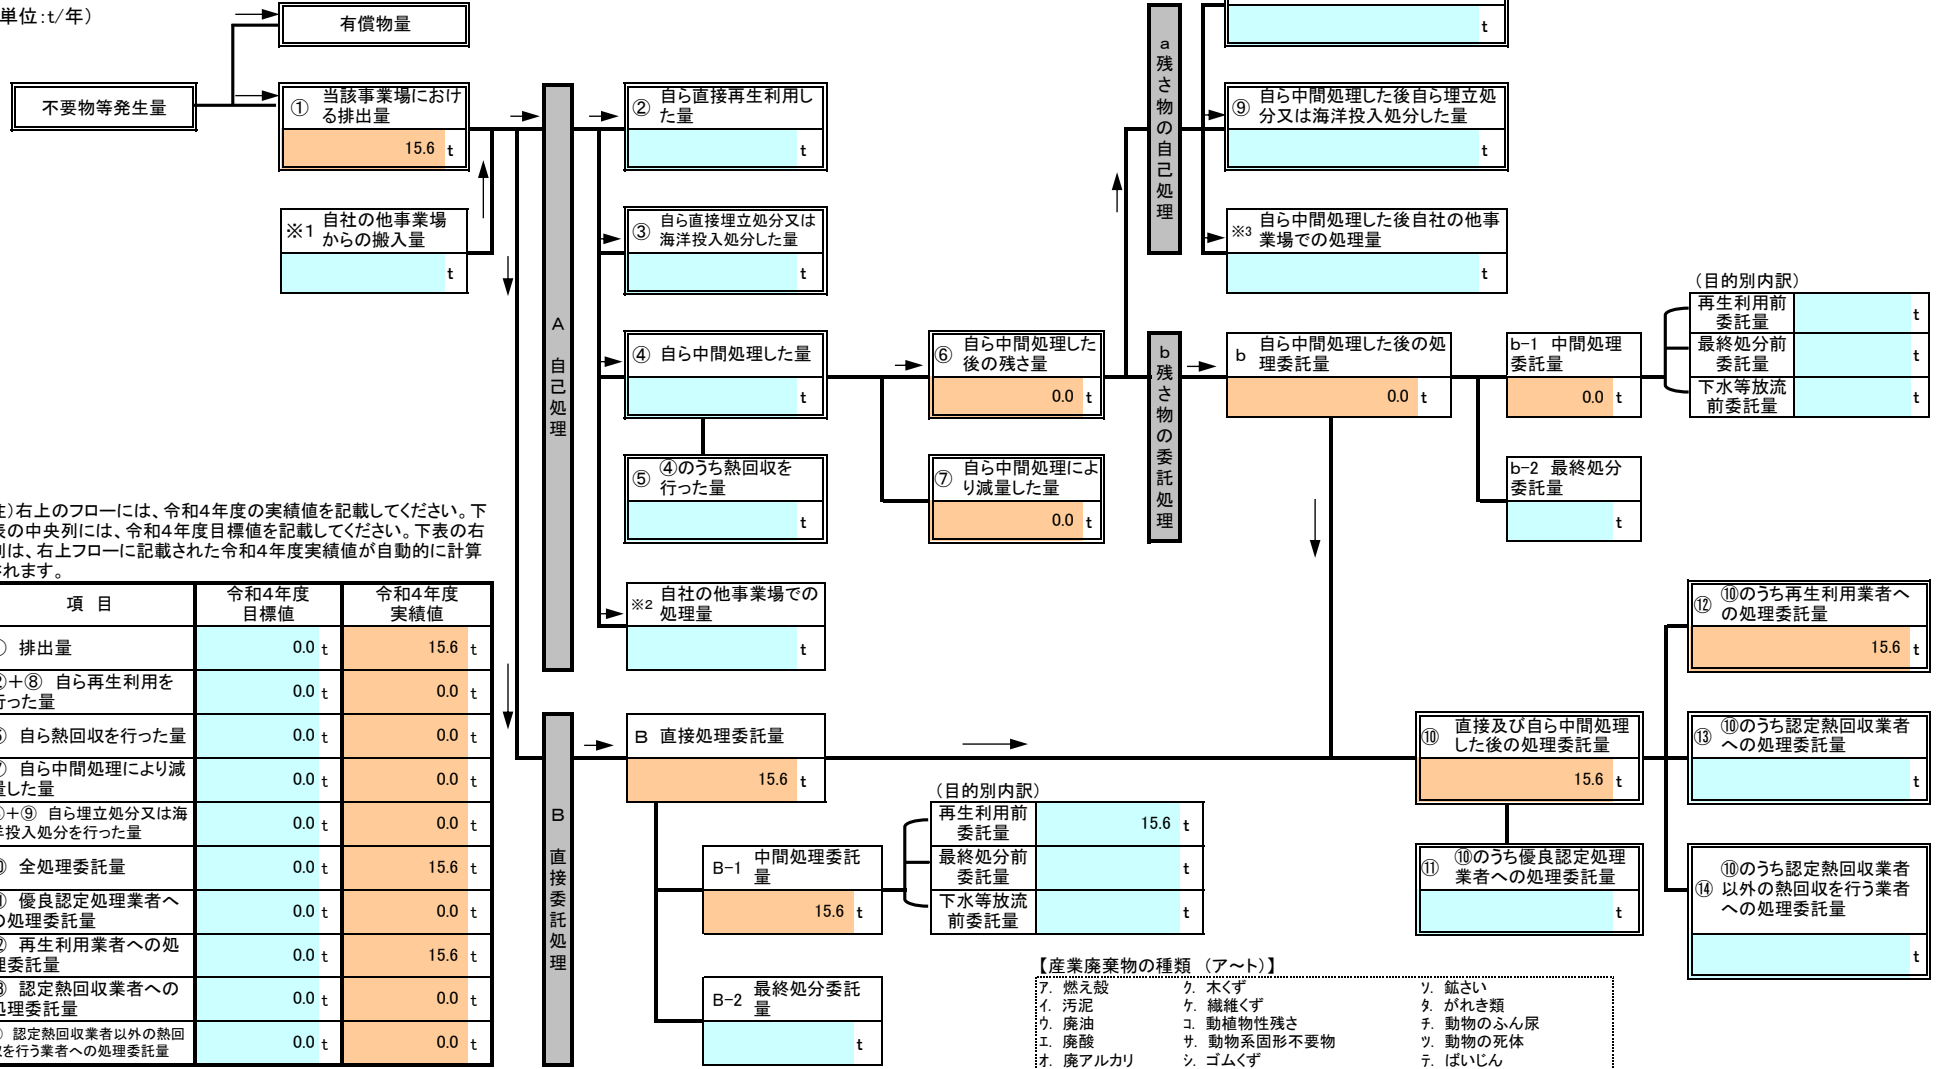 単位:t/年)
有償物量
不要物等発生量
① 当該事業場におけ
る排出量
15.6 t
※1 自社の他事業場
からの搬入量
t
A 自己処理
② 自ら直接再生利用し
た量
t
③ 自ら直接埋立処分又は
海洋投入処分した量
t
④ 自ら中間処理した量
t
⑤ ④のうち熱回収を
行った量
t
※2 自社の他事業場での
処理量
t
⑥ 自ら中間処理した
後の残さ量
0.0 t
⑦ 自ら中間処理によ
り減量した量
0.0 t
a 残さ物の自己処理
t
⑨ 自ら中間処理した後自ら埋立処
分又は海洋投入処分した量
t
※3 自ら中間処理した後自社の他事
業場での処理量
t
b 残さ物の委託処理
b 自ら中間処理した後の処
理委託量
0.0 t
b-1 中間処理
委託量
0.0 t
b-2 最終処分
委託量
t
(目的別内訳)
再生利用前
委託量
t
最終処分前
委託量
t
下水等放流
前委託量
t
注)右上のフローには、令和4年度の実績値を記載してください。下
表の中央列には、令和4年度目標値を記載してください。下表の右
列は、右上フローに記載された令和4年度実績値が自動的に計算
されます。
項 目
令和4年度
目標値
令和4年度
実績値
排出量 0.0 t 15.6 t
②+⑧ 自ら再生利用を
行った量 0.0 t 0.0 t
自ら熱回収を行った量 0.0 t 0.0 t
⑦ 自ら中間処理により減
量した量 0.0 t 0.0 t
+⑨ 自ら埋立処分又は海
洋投入処分を行った量 0.0 t 0.0 t
全処理委託量 0.0 t 15.6 t
優良認定処理業者へ
の処理委託量 0.0 t 0.0 t
再生利用業者への処
理委託量 0.0 t 15.6 t
認定熱回収業者への
処理委託量 0.0 t 0.0 t
認定熱回収業者以外の熱回
収を行う業者への処理委託量 0.0 t 0.0 t
B 直接委託処理
B 直接処理委託量
15.6 t
B-1 中間処理委託
量
15.6 t
B-2 最終処分委託
量
t
(目的別内訳)
再生利用前
委託量
15.6 t
最終処分前
委託量
t
下水等放流
前委託量
t
⑩ 直接及び自ら中間処理
した後の処理委託量
15.6 t
⑪ ⑩のうち優良認定処理
業者への処理委託量
t
⑫ ⑩のうち再生利用業者へ
の処理委託量
15.6 t
⑬ ⑩のうち認定熱回収業者
への処理委託量
t
⑭ ⑩のうち認定熱回収業者
以外の熱回収を行う業者
への処理委託量
t
【産業廃棄物の種類 (ア~ト)】
ア. 燃え殻 ク. 木くず ソ. 鉱さい
イ. 汚泥 ケ. 繊維くず タ. がれき類
ウ. 廃油 コ. 動植物性残さ チ. 動物のふん尿
エ. 廃酸 サ. 動物系固形不要物 ツ. 動物の死体
オ. 廃アルカリ シ. ゴムくず テ. ばいじん